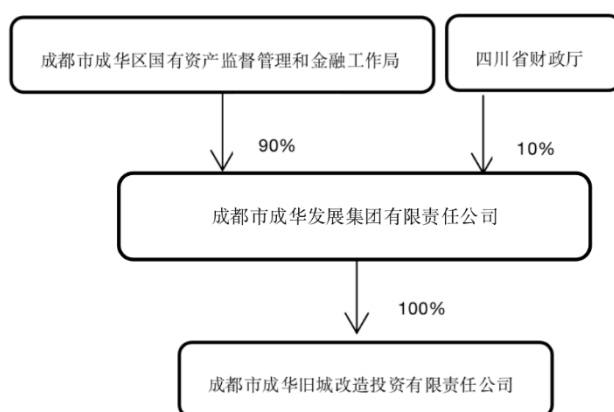 成都市成华区国有资产监督管理和金融工作局
四川省财政厅
90%
10%
成都市成华发展集团有限责任公司
100%
成都市成华旧城改造投资有限责任公司